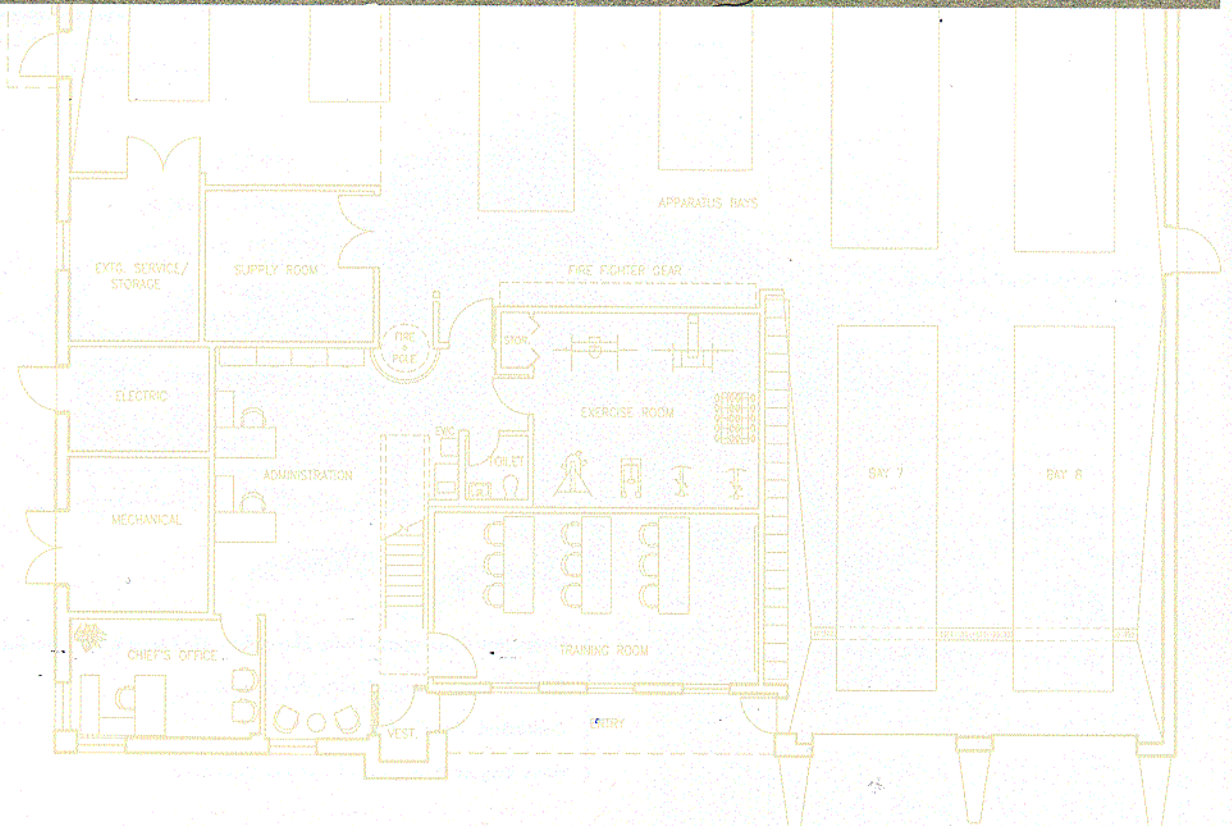 APPARATUS BAYS
EXTG. SERVICE/
STORAGE
SUPPLY ROOM
FIRE FIGHTER GEAR
FIRE
POLE
STOR.
ELECTRIC
EXERCISE ROOM
TOILET
ADMINISTRATION
BAY 7
BAY 8
MECHANICAL
CHIEF'S OFFICE
TRAINING ROOM
VEST.
ENTRY